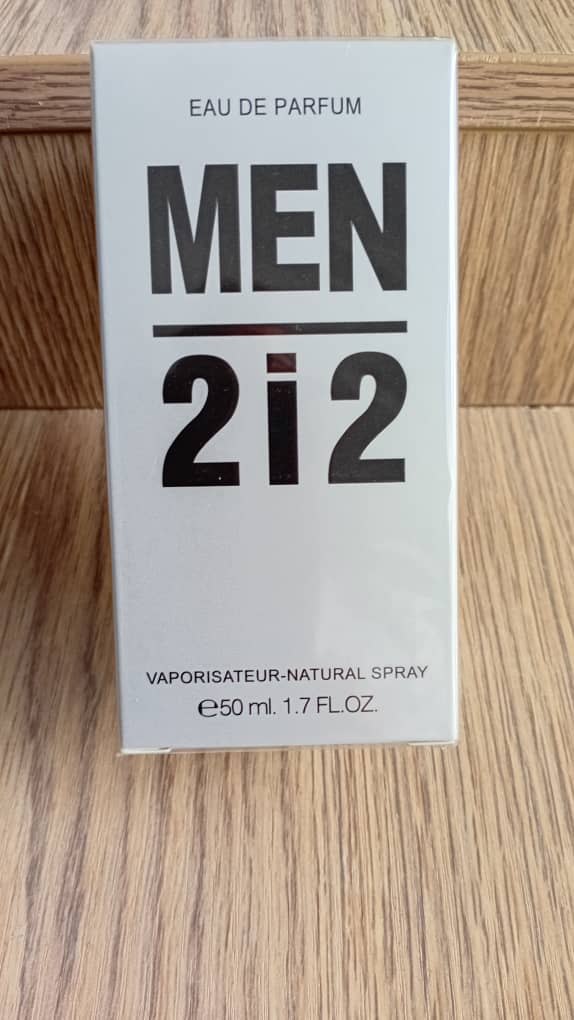 EAU DE PARFUM
MEN
2i2
VAPORISATEUR-NATURAL SPRAY
℮50 ml. 1.7 FL.OZ.